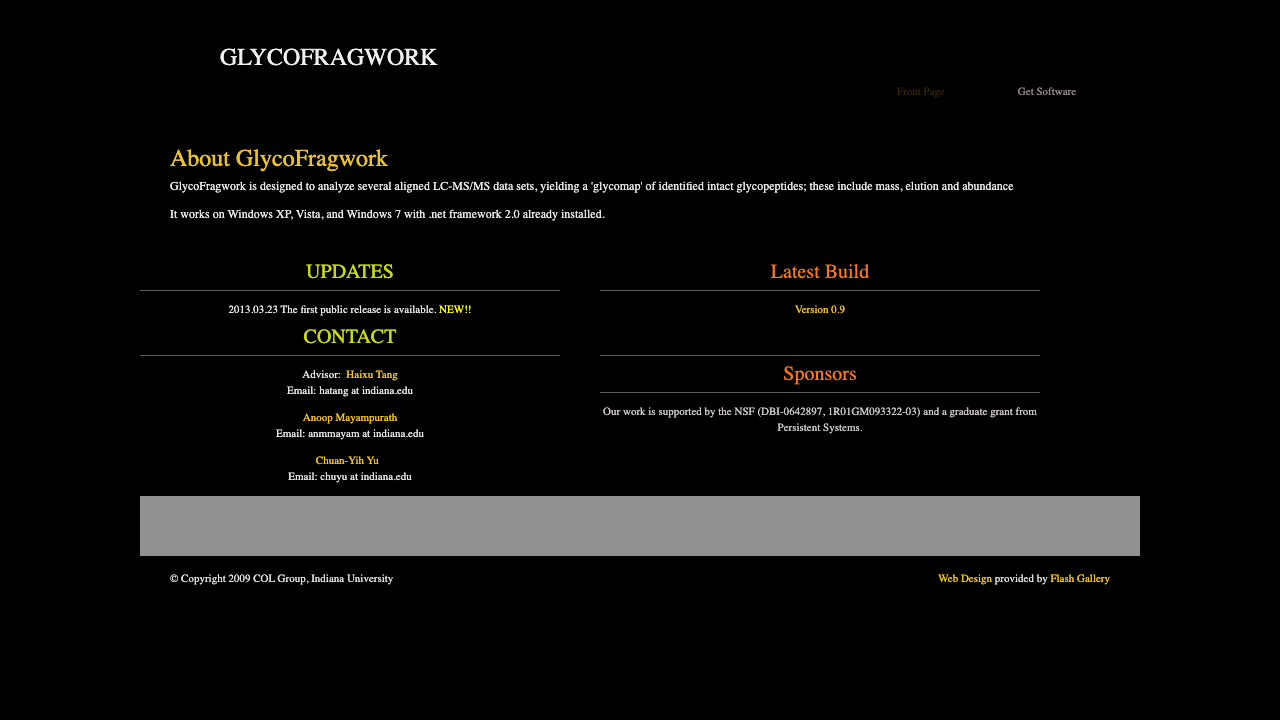 GLYCOFRAGWORK
Front Page
Get Software
About GlycoFragwork
GlycoFragwork is designed to analyze several aligned LC-MS/MS data sets, yielding a 'glycomap' of identified intact glycopeptides; these include mass, elution and abundance
It works on Windows XP, Vista, and Windows 7 with .net framework 2.0 already installed.
UPDATES
2013.03.23 The first public release is available. NEW!!
CONTACT
Advisor: Haixu Tang
Email: hatang at indiana.edu
Anoop Mayampurath
Email: anmmayam at indiana.edu
Chuan-Yih Yu
Email: chuyu at indiana.edu
Latest Build
Version 0.9
Sponsors
Our work is supported by the NSF (DBI-0642897, 1R01GM093322-03) and a graduate grant from
Persistent Systems.
© Copyright 2009 COL Group, Indiana University
Web Design provided by Flash Gallery